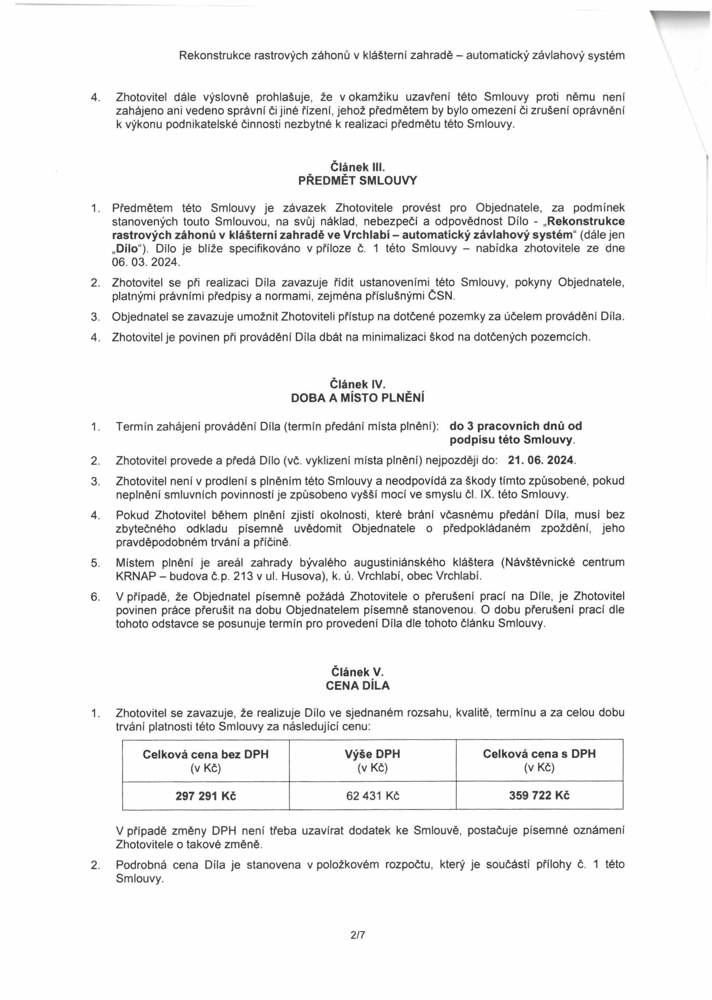 Rekonstrukce rastrových záhonů v klášterní zahradě – automatický závlahový systém
4. Zhotovitel dále výslovně prohlašuje, že v okamžiku uzavření této Smlouvy proti němu není
zahájeno ani vedeno správní či jiné řízení, jehož předmětem by bylo omezení či zrušení oprávnění
k výkonu podnikatelské činnosti nezbytné k realizaci předmětu této Smlouvy.
Článek III.
PŘEDMĚT SMLOUVY
1. Předmětem této Smlouvy je závazek Zhotovitele provést pro Objednatele, za podmínek
stanovených touto Smlouvou, na svůj náklad, nebezpečí a odpovědnost Dílo - „Rekonstrukce
rastrových záhonů v klášterní zahradě ve Vrchlabí – automatický závlahový systém“ (dále jen
„Dílo“). Dílo je blíže specifikováno v příloze č. 1 této Smlouvy – nabídka zhotovitele ze dne
06. 03. 2024.
2. Zhotovitel se při realizaci Díla zavazuje řídit ustanoveními této Smlouvy, pokyny Objednatele,
platnými právními předpisy a normami, zejména příslušnými ČSN.
3. Objednatel se zavazuje umožnit Zhotoviteli přístup na dotčené pozemky za účelem provádění Díla.
4. Zhotovitel je povinen při provádění Díla dbát na minimalizaci škod na dotčených pozemcích.
Článek IV.
DOBA A MÍSTO PLNĚNÍ
1. Termín zahájení provádění Díla (termín předání místa plnění): do 3 pracovních dnů od
podpisu této Smlouvy.
2. Zhotovitel provede a předá Dílo (vč. vyklizení místa plnění) nejpozději do: 21. 06. 2024.
3. Zhotovitel není v prodlení s plněním této Smlouvy a neodpovídá za škody tímto způsobené, pokud
neplnění smluvních povinností je způsobeno vyšší mocí ve smyslu čl. IX. této Smlouvy.
4. Pokud Zhotovitel během plnění zjistí okolnosti, které brání včasnému předání Díla, musí bez
zbytečného odkladu písemně uvědomit Objednatele o předpokládaném zpoždění, jeho
pravděpodobném trvání a příčině.
5. Místem plnění je areál zahrady bývalého augustiniánského kláštera (Návštěvnické centrum
KRNAP – budova č.p. 213 v ul. Husova), k. ú. Vrchlabí, obec Vrchlabí.
6. V případě, že Objednatel písemně požádá Zhotovitele o přerušení prací na Díle, je Zhotovitel
povinen práce přerušit na dobu Objednatelem písemně stanovenou. O dobu přerušení prací dle
tohoto odstavce se posunuje termín pro provedení Díla dle tohoto článku Smlouvy.
Článek V.
CENA DÍLA
1. Zhotovitel se zavazuje, že realizuje Dílo ve sjednaném rozsahu, kvalitě, termínu a za celou dobu
trvání platnosti této Smlouvy za následující cenu:
Celková cena bez DPH Výše DPH Celková cena s DPH
(v Kč) (v Kč) (v Kč)
297 291 Kč 62 431 Kč 359 722 Kč
V případě změny DPH není třeba uzavírat dodatek ke Smlouvě, postačuje písemné oznámení
Zhotovitele o takové změně.
2. Podrobná cena Díla je stanovena v položkovém rozpočtu, který je součástí přílohy č. 1 této
Smlouvy.
2/7